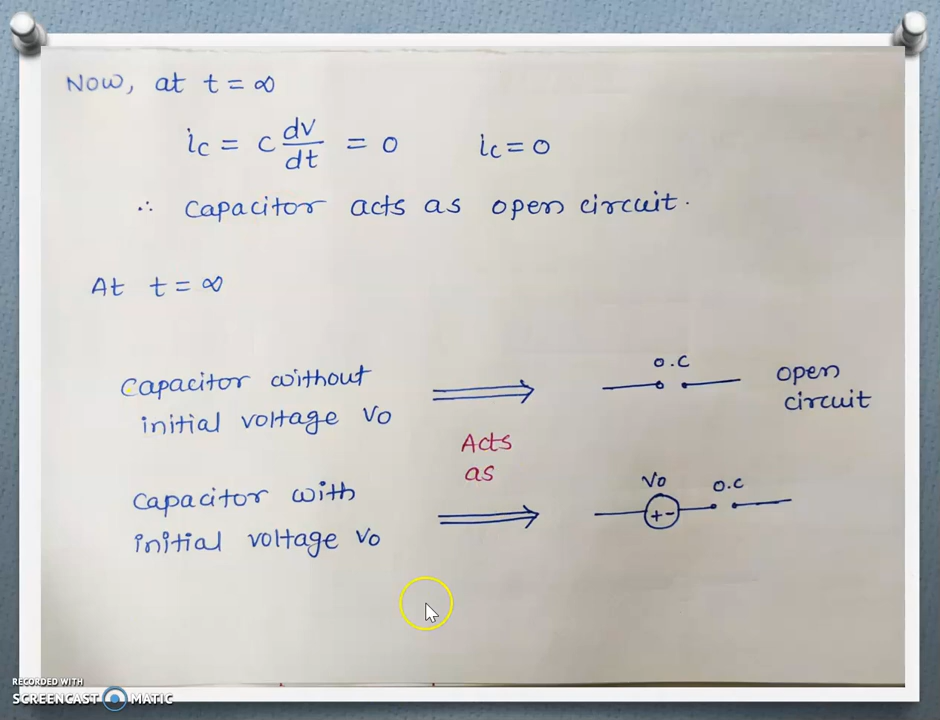 Now, at t = ∞
ic = c dv/dt = 0 ic = 0
∴ capacitor acts as open circuit.
At t = ∞
capacitor without
initial voltage Vo
o.c
open
circuit
Acts
as
capacitor with
initial voltage Vo
Vo
o.c
+ -
RECORDED WITH
SCREENCAST MATIC